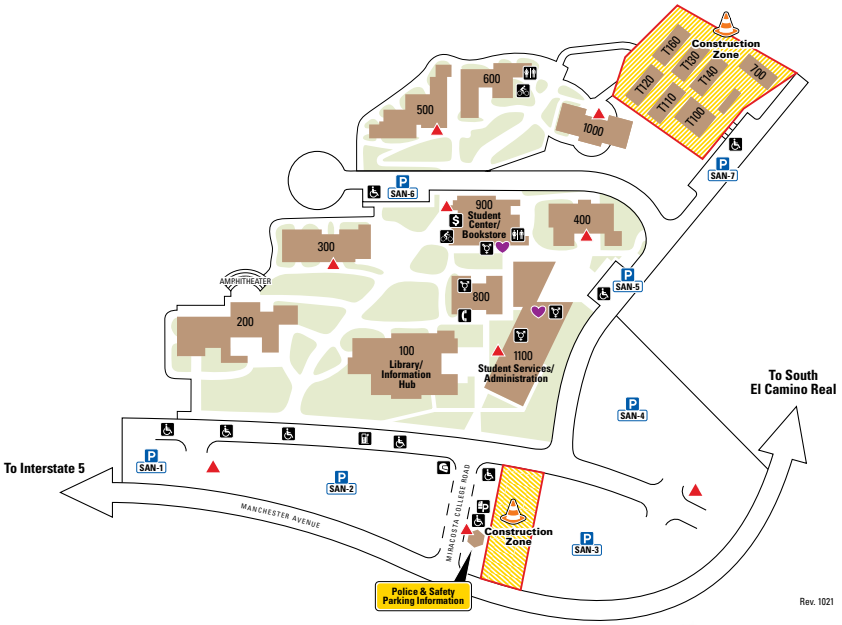 Construction
Zone
T160
T130
T140
700
T120
T110
T100
600
500
1000
P
SAN-7
P
SAN-6
900
Student
Center/
Bookstore
$
400
300
P
SAN-5
AMPHITHEATER
800
200
100
Library/
Information
Hub
1100
Student Services/
Administration
To South
El Camino Real
P
SAN-4
P
SAN-1
To Interstate 5
P
SAN-2
MANCHESTER AVENUE
MIRACOSTA COLLEGE ROAD
P
Construction
Zone
P
SAN-3
Police & Safety
Parking Information
Rev. 1021